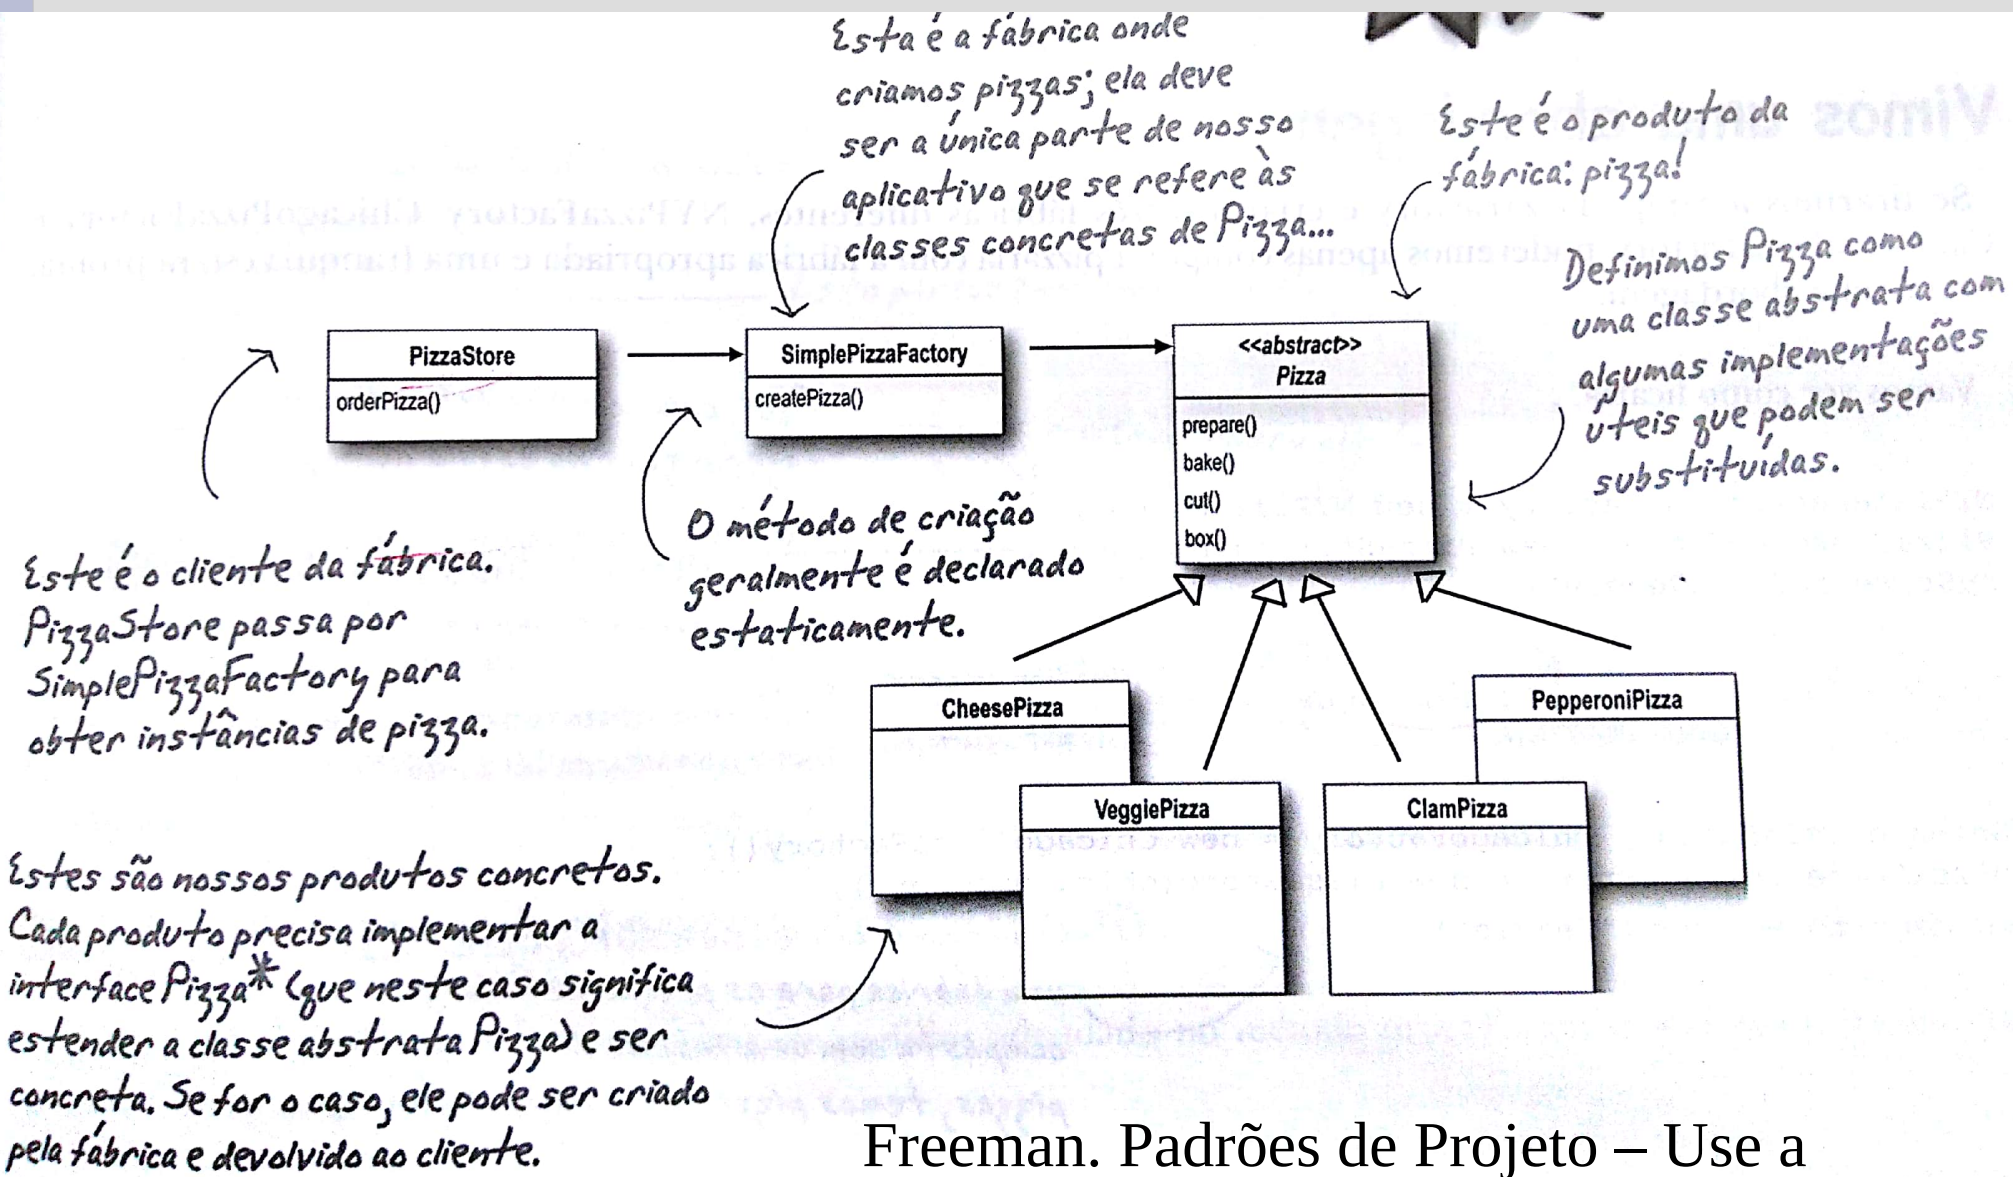 Esta é a fábrica onde
criamos pizzas; ela deve
ser a única parte de nosso
aplicativo que se refere às
classes concretas de Pizza...
Este é o produto da
fábrica: pizza!
Definimos Pizza como
uma classe abstrata com
algumas implementações
úteis que podem ser
substituídas.
PizzaStore
orderPizza()
SimplePizzaFactory
createPizza()
<<abstract>>
Pizza
prepare()
bake()
cut()
box()
Este é o cliente da fábrica.
PizzaStore passa por
SimplePizzaFactory para
obter instâncias de pizza.
O método de criação
geralmente é declarado
estaticamente.
CheesePizza
PepperoniPizza
VeggiePizza
ClamPizza
Estes são nossos produtos concretos.
Cada produto precisa implementar a
interface Pizza* (que neste caso significa
estender a classe abstrata Pizza) e ser
concreta. Se for o caso, ele pode ser criado
pela fábrica e devolvido ao cliente.
Freeman. Padrões de Projeto – Use a